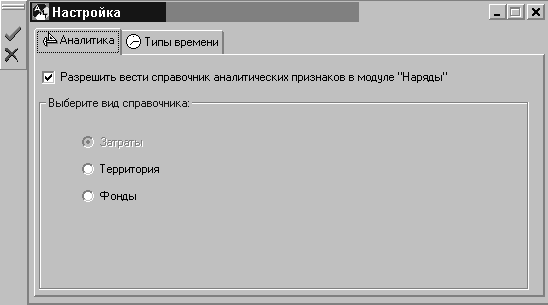 Настройка
Аналитика
Типы времени
Разрешить вести справочник аналитических признаков в модуле "Наряды"
Выберите вид справочника:
Затраты
Территория
Фонды